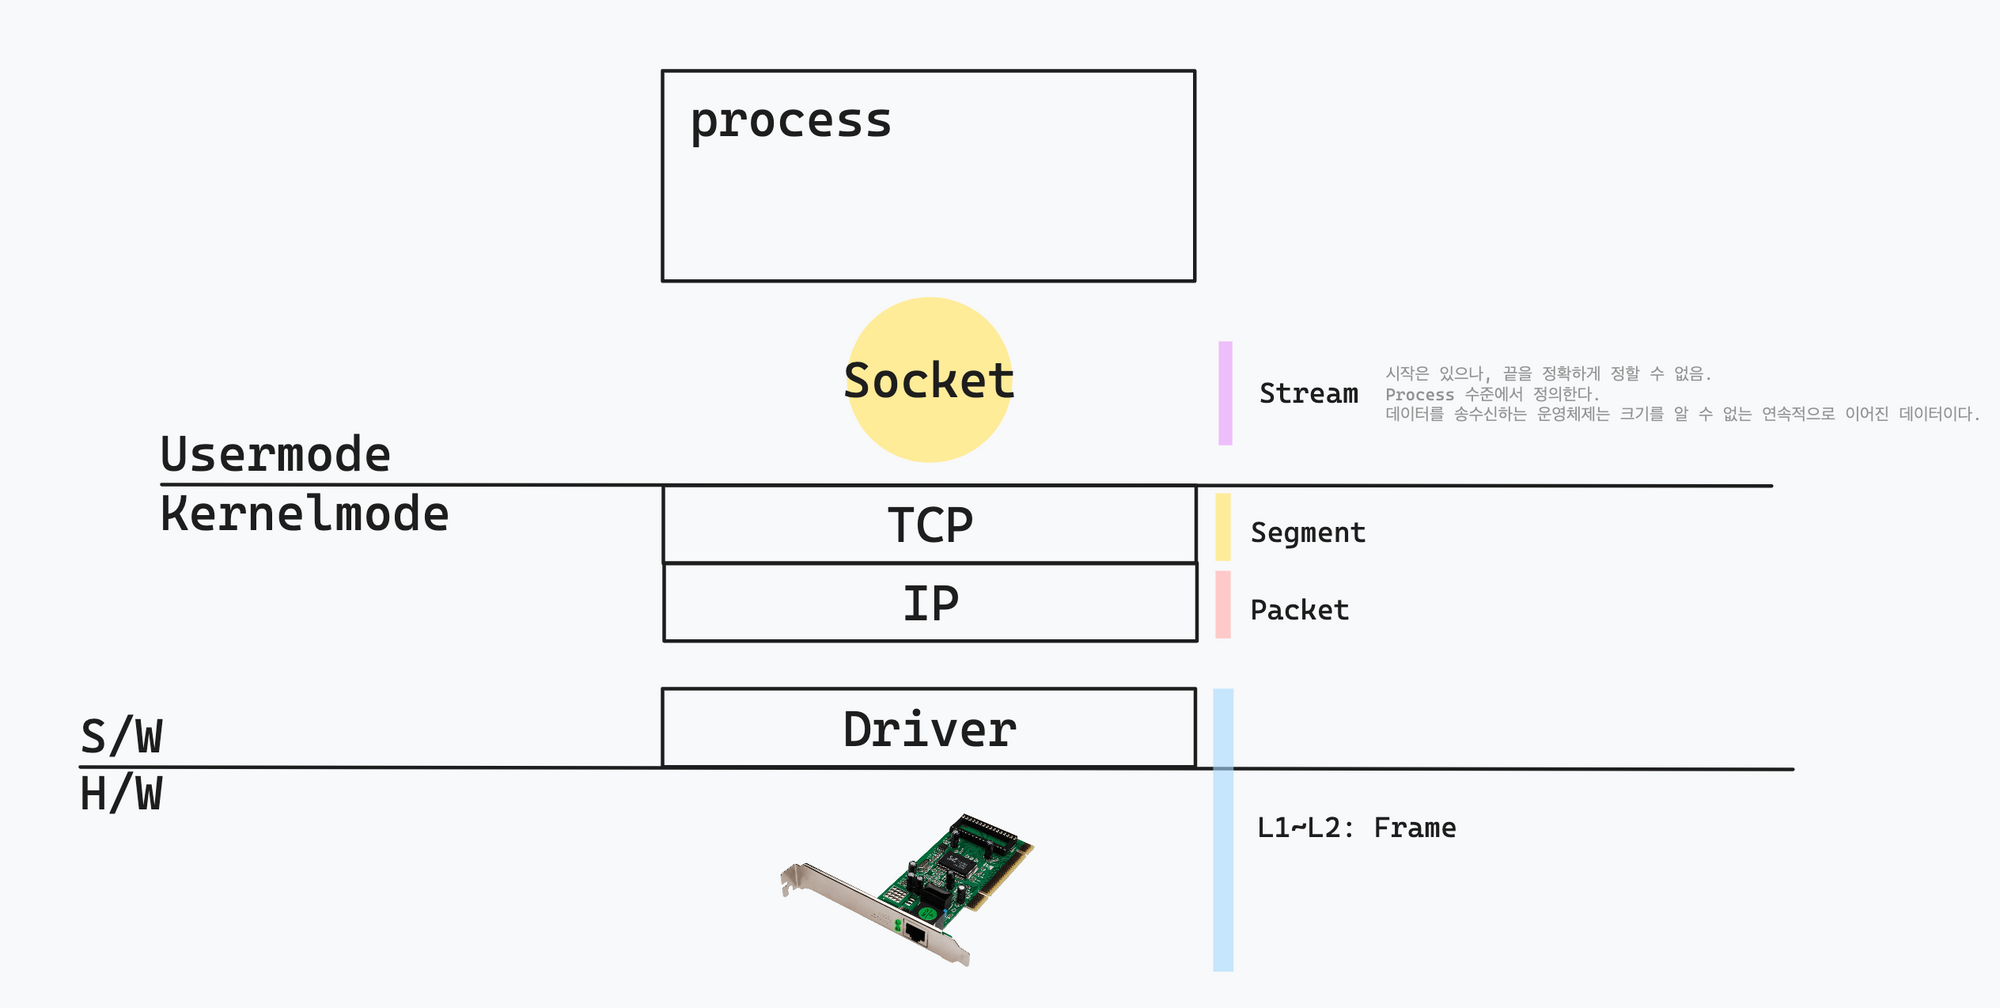 process
Socket
Stream
시작은 있으나, 끝을 정확하게 정할 수 없음.
Process 수준에서 정의한다.
데이터를 송수신하는 운영체제는 크기를 알 수 없는 연속적으로 이어진 데이터이다.
Usermode
Kernelmode
TCP
Segment
IP
Packet
Driver
S/W
H/W
L1~L2: Frame